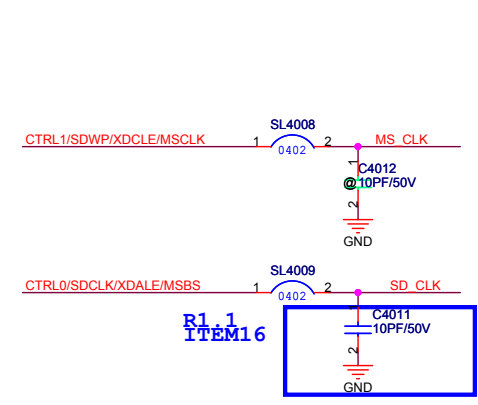 SL4008
CTRL1/SDWP/XDCLE/MSCLK 1 2 MS_CLK
0402
1
C4012
@ 10PF/50V
2
GND
SL4009
CTRL0/SDCLK/XDALE/MSBS 1 2 SD_CLK
0402
R1.1
ITEM16
1
C4011
10PF/50V
2
GND